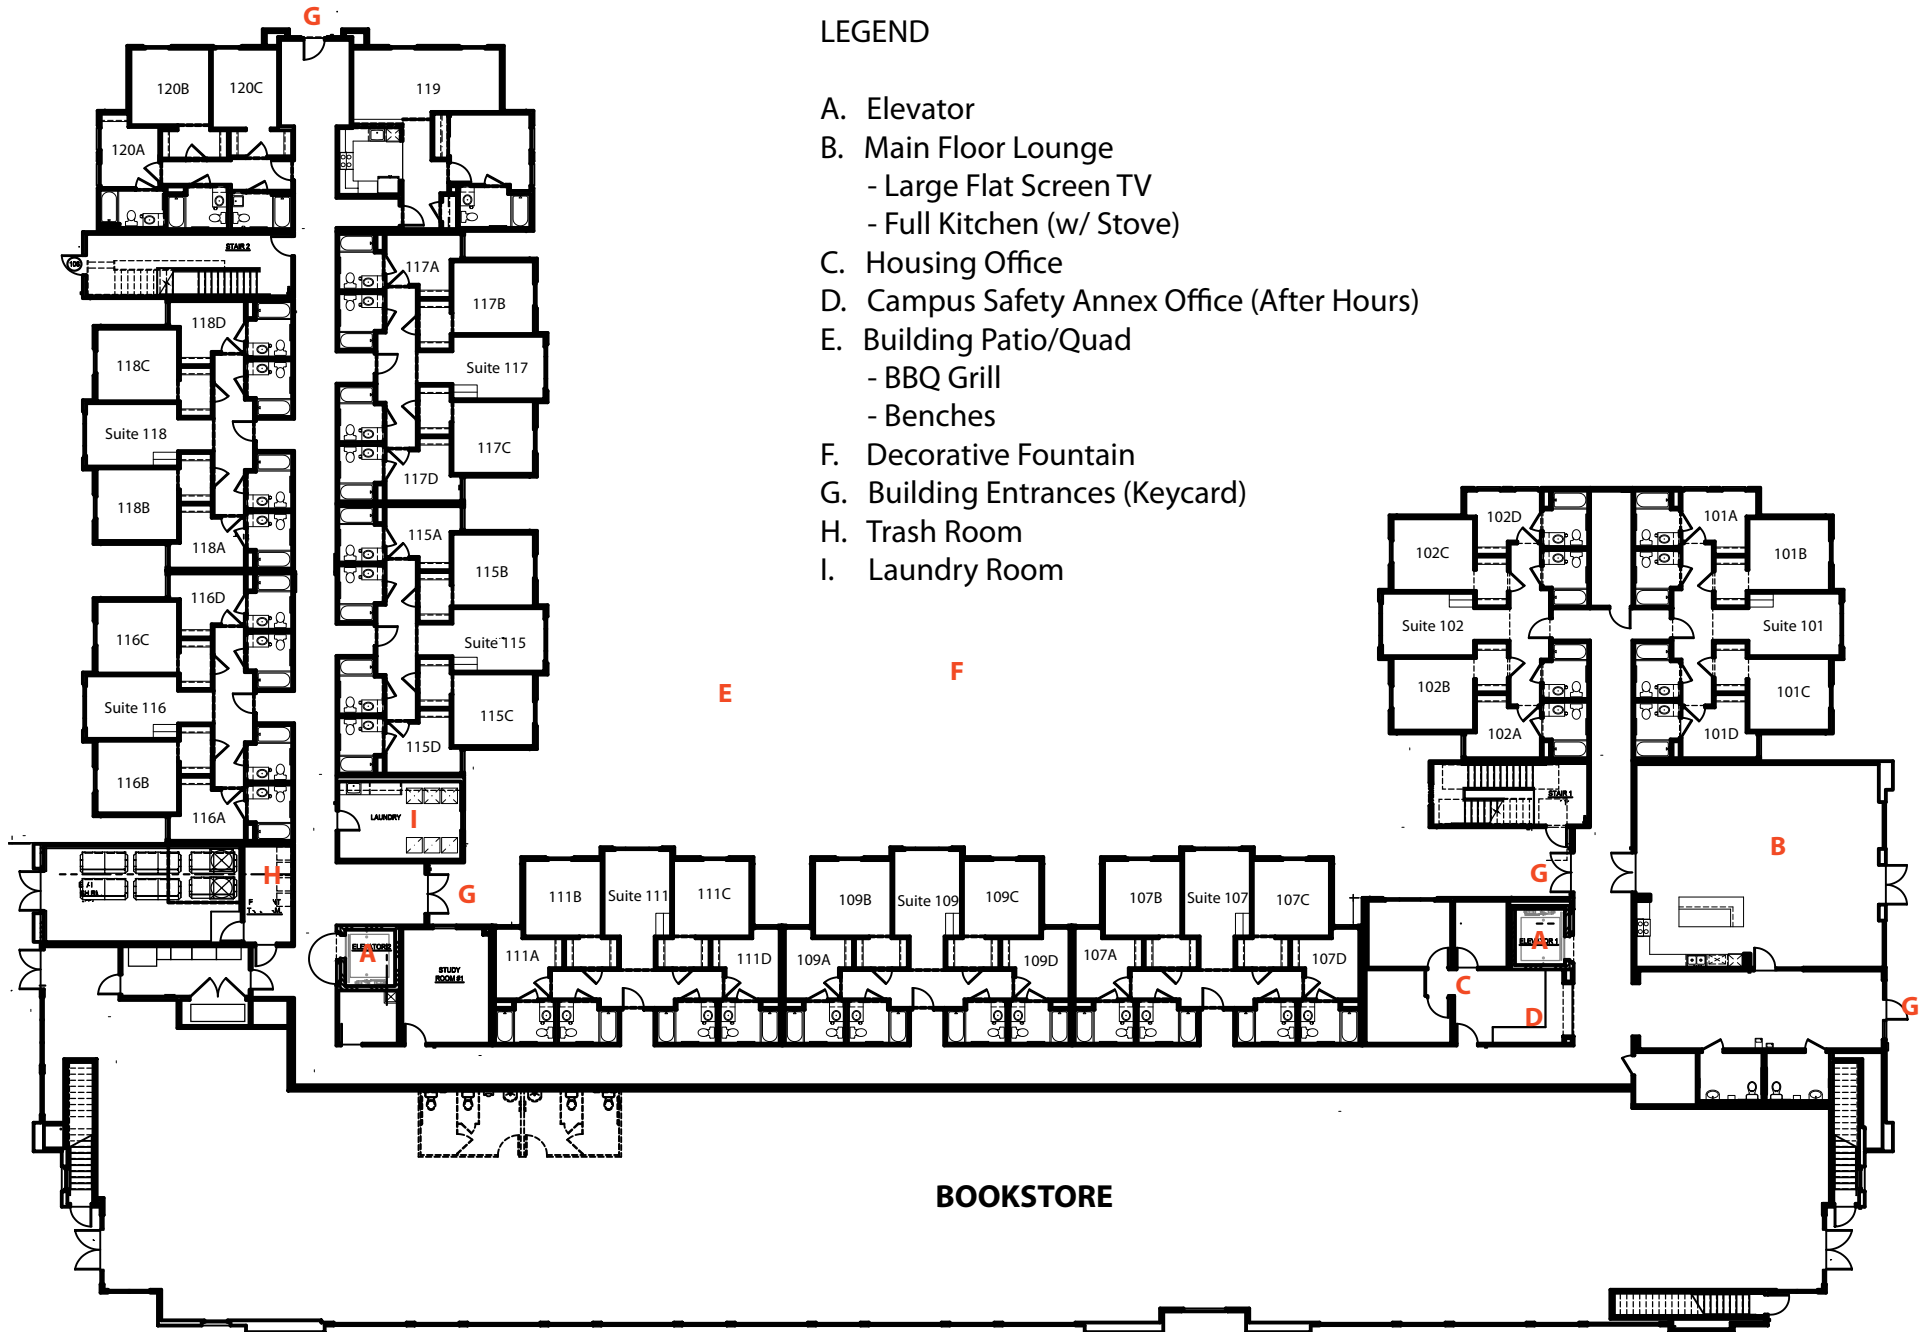 G
LEGEND
A. Elevator
B. Main Floor Lounge
- Large Flat Screen TV
- Full Kitchen (w/ Stove)
C. Housing Office
D. Campus Safety Annex Office (After Hours)
E. Building Patio/Quad
- BBQ Grill
- Benches
F. Decorative Fountain
G. Building Entrances (Keycard)
H. Trash Room
I. Laundry Room
120B
120C
119
120A
STAIR 2
117A
117B
118D
118C
Suite 117
Suite 118
117C
117D
118B
118A
115A
115B
116D
116C
Suite 115
Suite 116
115C
115D
116B
116A
E
F
102D
101A
102C
101B
Suite 102
Suite 101
102B
101C
102A
101D
STAIR 1
LAUNDRY
I
H
G
B
G
111B
Suite 111
111C
109B
Suite 109
109C
107B
Suite 107
107C
A
ELEVATOR 2
STUDY
ROOM #1
111A
111D
109A
109D
107A
107D
A
ELEVATOR 1
C
D
G
BOOKSTORE